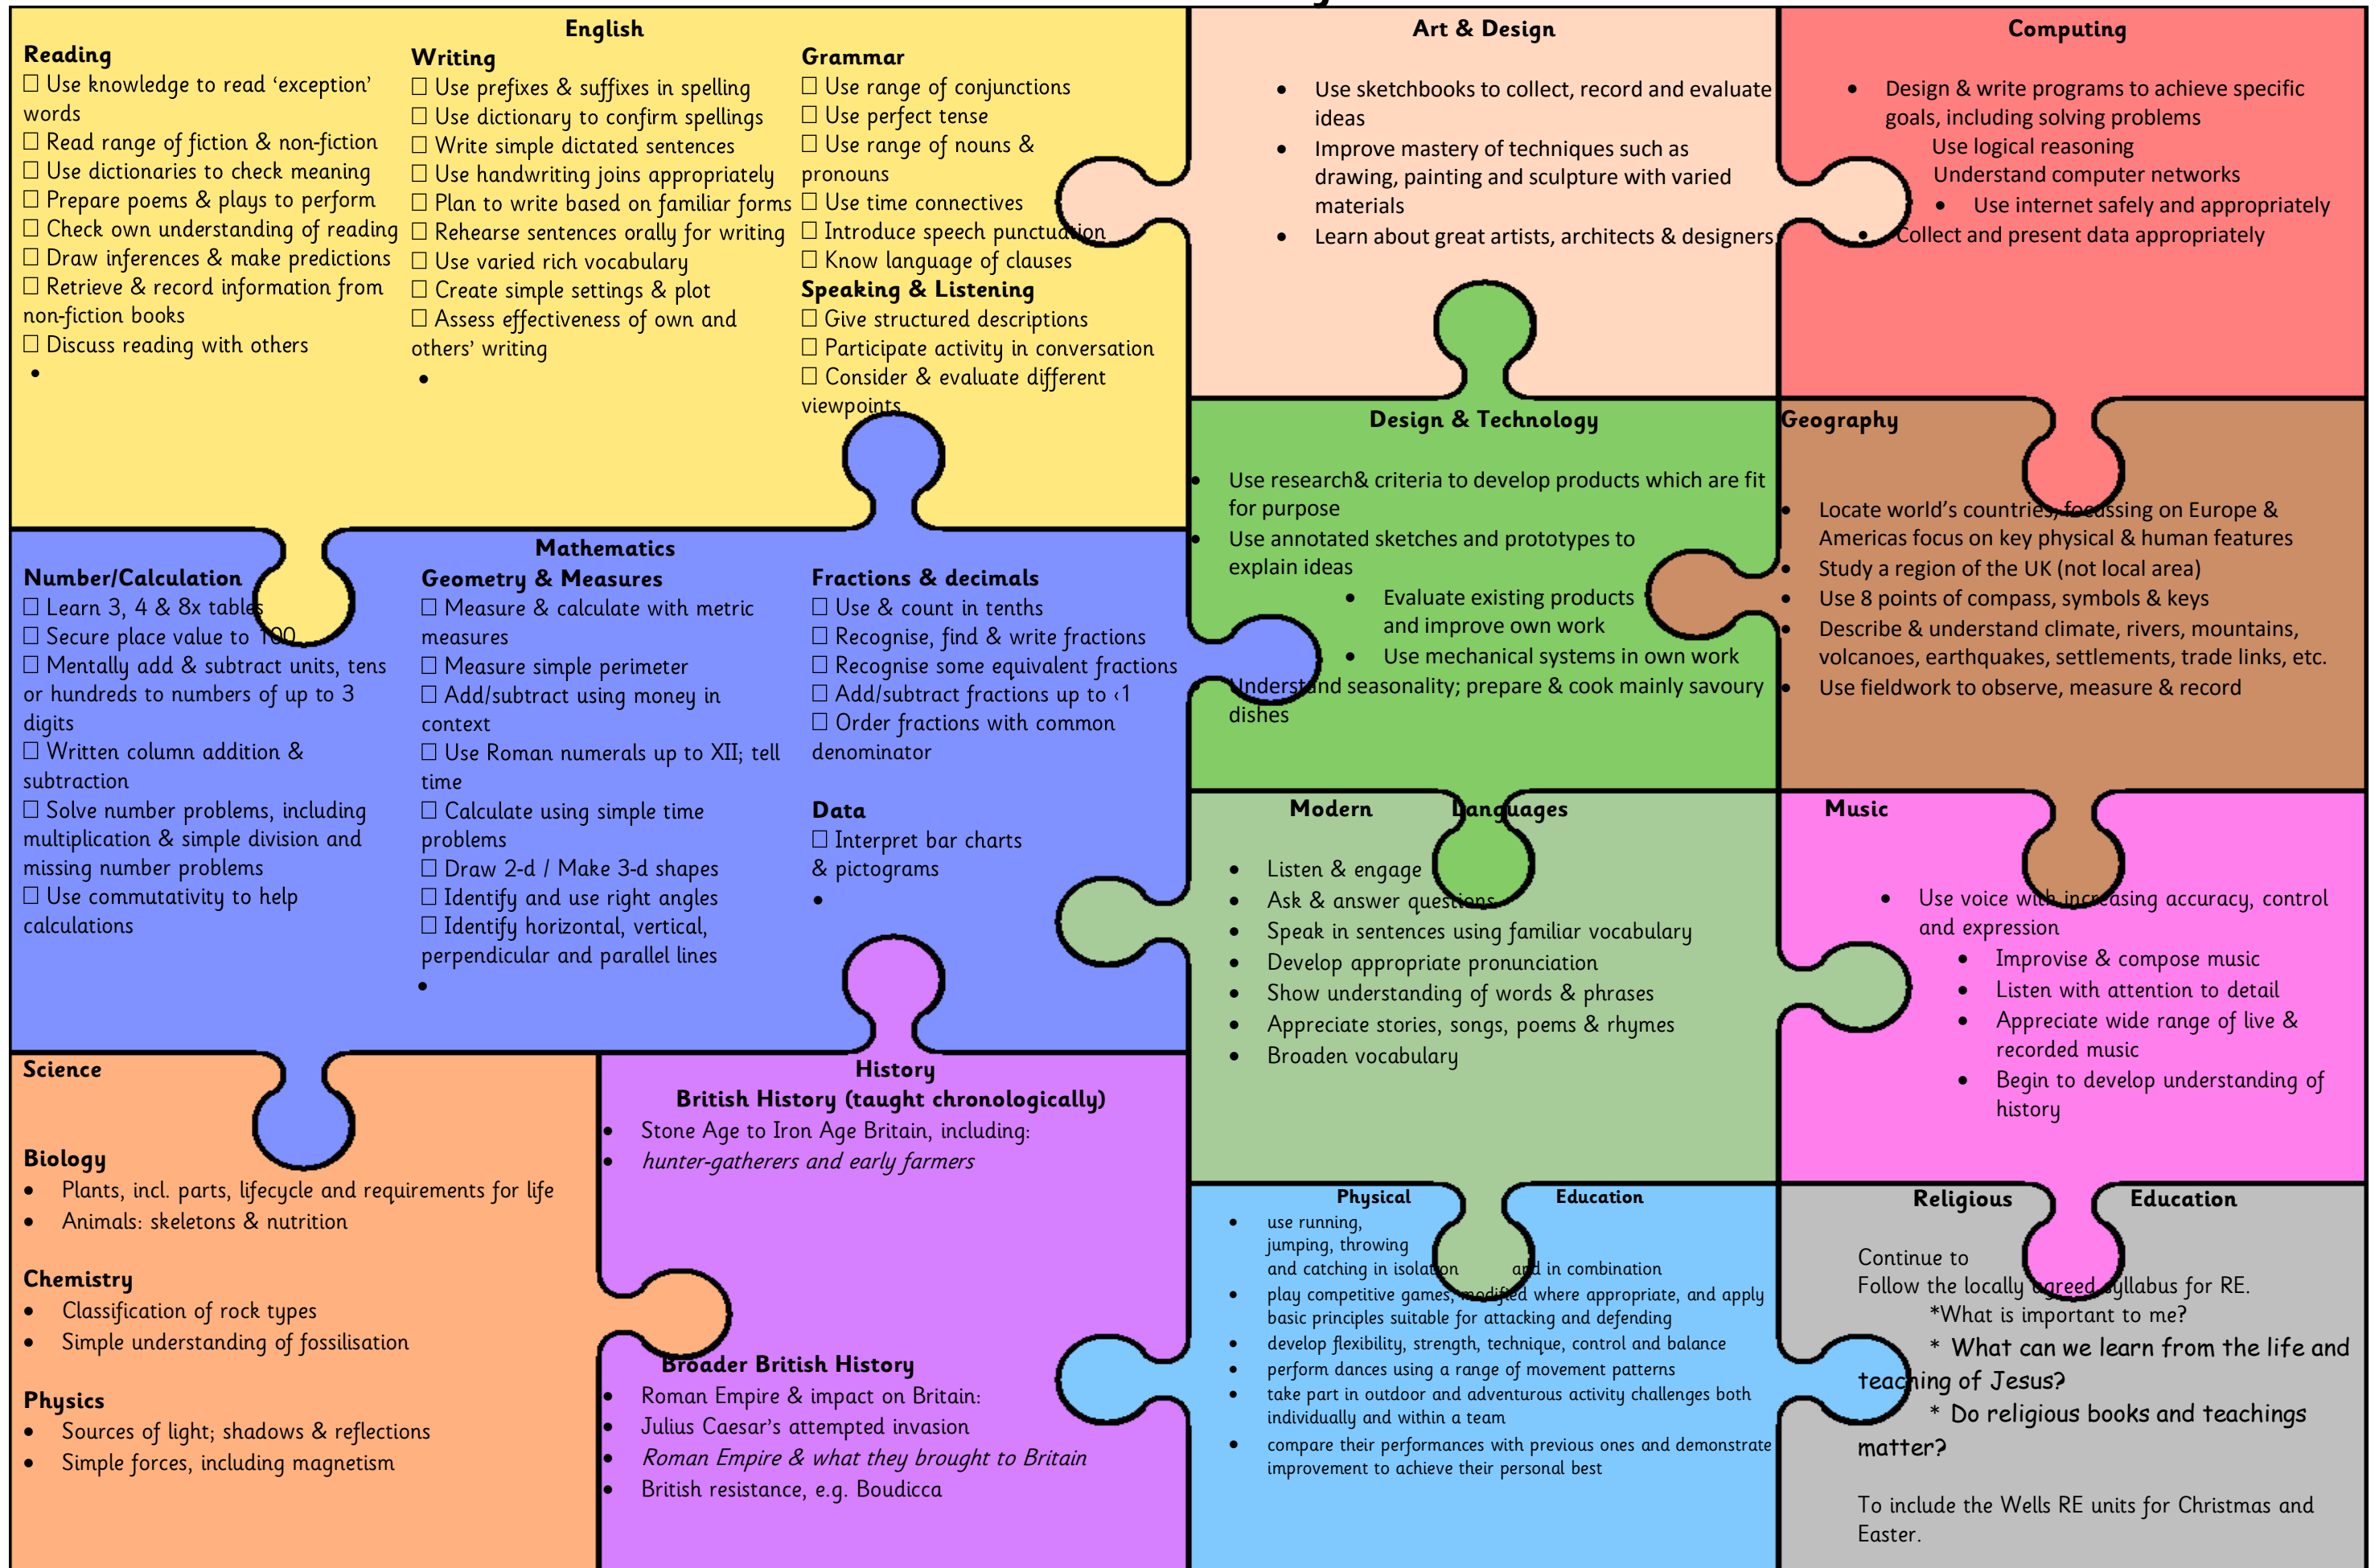 English
Reading
☐ Use knowledge to read ‘exception’
words
☐ Read range of fiction & non-fiction
☐ Use dictionaries to check meaning
☐ Prepare poems & plays to perform
☐ Check own understanding of reading
☐ Draw inferences & make predictions
☐ Retrieve & record information from
non-fiction books
☐ Discuss reading with others
•
Writing
☐ Use prefixes & suffixes in spelling
☐ Use dictionary to confirm spellings
☐ Write simple dictated sentences
☐ Use handwriting joins appropriately
☐ Plan to write based on familiar forms
☐ Rehearse sentences orally for writing
☐ Use varied rich vocabulary
☐ Create simple settings & plot
☐ Assess effectiveness of own and
others’ writing
•
Grammar
☐ Use range of conjunctions
☐ Use perfect tense
☐ Use range of nouns &
pronouns
☐ Use time connectives
☐ Introduce speech punctuation
☐ Know language of clauses
Speaking & Listening
☐ Give structured descriptions
☐ Participate activity in conversation
☐ Consider & evaluate different
viewpoints
Art & Design
• Use sketchbooks to collect, record and evaluate
ideas
• Improve mastery of techniques such as
drawing, painting and sculpture with varied
materials
• Learn about great artists, architects & designers
Computing
• Design & write programs to achieve specific
goals, including solving problems
Use logical reasoning
Understand computer networks
• Use internet safely and appropriately
• Collect and present data appropriately
Mathematics
Number/Calculation
☐ Learn 3, 4 & 8x tables
☐ Secure place value to 100
☐ Mentally add & subtract units, tens
or hundreds to numbers of up to 3
digits
☐ Written column addition &
subtraction
☐ Solve number problems, including
multiplication & simple division and
missing number problems
☐ Use commutativity to help
calculations
Geometry & Measures
☐ Measure & calculate with metric
measures
☐ Measure simple perimeter
☐ Add/subtract using money in
context
☐ Use Roman numerals up to XII; tell
time
☐ Calculate using simple time
problems
☐ Draw 2-d / Make 3-d shapes
☐ Identify and use right angles
☐ Identify horizontal, vertical,
perpendicular and parallel lines
•
Fractions & decimals
☐ Use & count in tenths
☐ Recognise, find & write fractions
☐ Recognise some equivalent fractions
☐ Add/subtract fractions up to <1
☐ Order fractions with common
denominator
Data
☐ Interpret bar charts
& pictograms
•
Design & Technology
• Use research& criteria to develop products which are fit
for purpose
• Use annotated sketches and prototypes to
explain ideas
• Evaluate existing products
and improve own work
• Use mechanical systems in own work
Understand seasonality; prepare & cook mainly savoury
dishes
Geography
• Locate world’s countries, focussing on Europe &
Americas focus on key physical & human features
• Study a region of the UK (not local area)
• Use 8 points of compass, symbols & keys
• Describe & understand climate, rivers, mountains,
volcanoes, earthquakes, settlements, trade links, etc.
• Use fieldwork to observe, measure & record
Modern Languages
• Listen & engage
• Ask & answer questions
• Speak in sentences using familiar vocabulary
• Develop appropriate pronunciation
• Show understanding of words & phrases
• Appreciate stories, songs, poems & rhymes
• Broaden vocabulary
Music
• Use voice with increasing accuracy, control
and expression
• Improvise & compose music
• Listen with attention to detail
• Appreciate wide range of live &
recorded music
• Begin to develop understanding of
history
Science
Biology
• Plants, incl. parts, lifecycle and requirements for life
• Animals: skeletons & nutrition
Chemistry
• Classification of rock types
• Simple understanding of fossilisation
Physics
• Sources of light; shadows & reflections
• Simple forces, including magnetism
History
British History (taught chronologically)
• Stone Age to Iron Age Britain, including:
• hunter-gatherers and early farmers
Broader British History
• Roman Empire & impact on Britain:
• Julius Caesar’s attempted invasion
• Roman Empire & what they brought to Britain
• British resistance, e.g. Boudicca
Physical Education
• use running,
jumping, throwing
and catching in isolation and in combination
• play competitive games, modified where appropriate, and apply
basic principles suitable for attacking and defending
• develop flexibility, strength, technique, control and balance
• perform dances using a range of movement patterns
• take part in outdoor and adventurous activity challenges both
individually and within a team
• compare their performances with previous ones and demonstrate
improvement to achieve their personal best
Religious Education
Continue to
Follow the locally agreed syllabus for RE.
*What is important to me?
* What can we learn from the life and
teaching of Jesus?
* Do religious books and teachings
matter?
To include the Wells RE units for Christmas and
Easter.